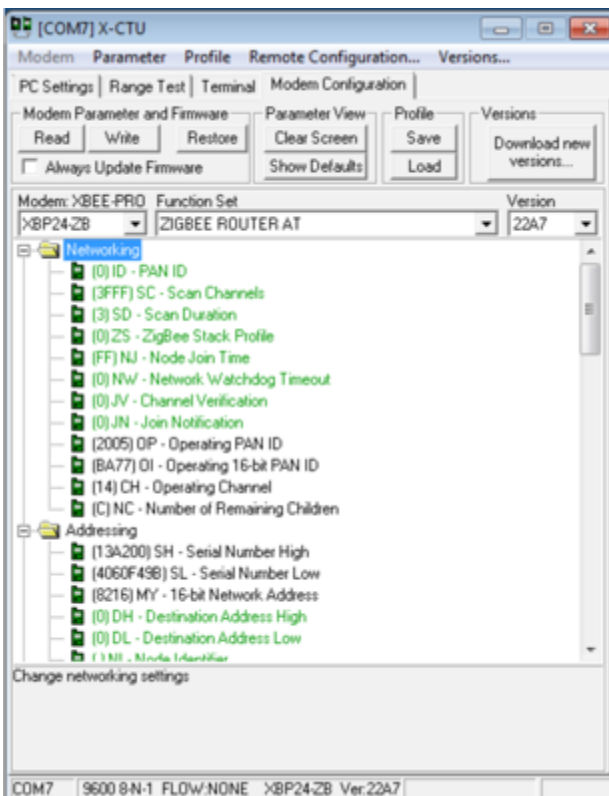 [COM7] X-CTU
Modem Parameter Profile Remote Configuration... Versions...
PC Settings Range Test Terminal Modem Configuration
Modem Parameter and Firmware Parameter View Profile Versions
Read Write Restore Clear Screen Save Download new versions...
Always Update Firmware Show Defaults Load
Modem: XBEE-PRO Function Set Version
XBP24-ZB ZIGBEE ROUTER AT 22A7
Networking
(0) ID - PAN ID
(3FFF) SC - Scan Channels
(3) SD - Scan Duration
(0) ZS - ZigBee Stack Profile
(FF) NJ - Node Join Time
(0) NW - Network Watchdog Timeout
(0) JV - Channel Verification
(0) JN - Join Notification
(2005) OP - Operating PAN ID
(BA77) OI - Operating 16-bit PAN ID
(14) CH - Operating Channel
(C) NC - Number of Remaining Children
Addressing
(13A200) SH - Serial Number High
(4060F49B) SL - Serial Number Low
(8216) MY - 16-bit Network Address
(0) DH - Destination Address High
(0) DL - Destination Address Low
( ) NI - Node Identifier
Change networking settings
COM7 9600 8-N-1 FLOW:NONE XBP24-ZB Ver:22A7